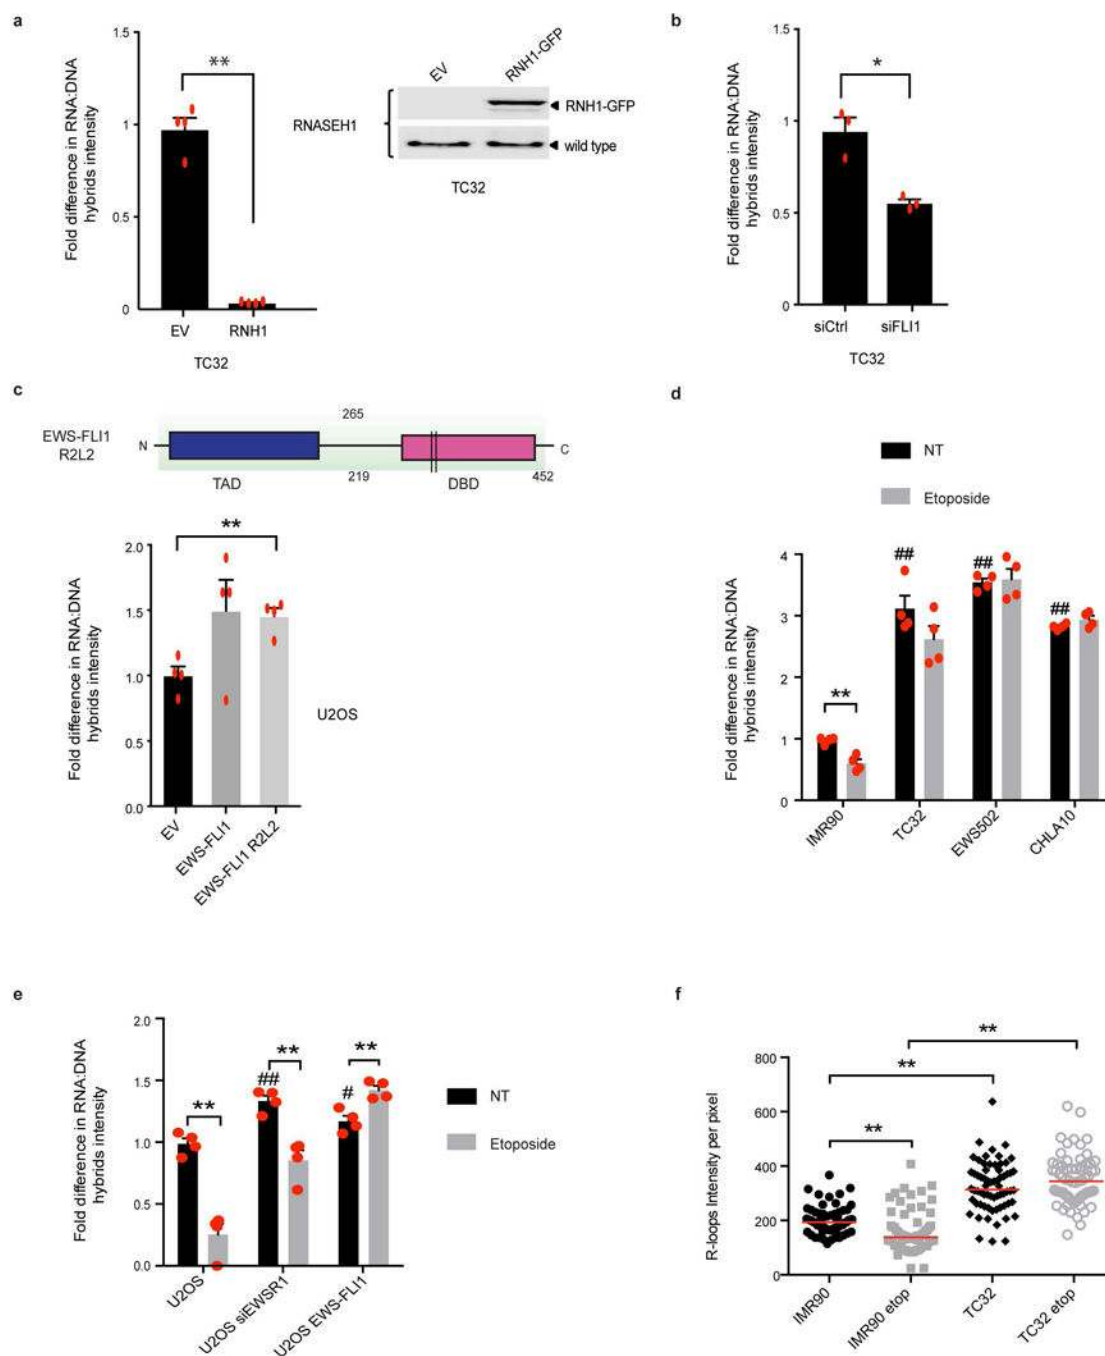 a
Fold difference in RNA:DNA
hybrids intensity
1.5
1
0.5
0
**
EV
RNH1
TC32
EV
RNH1-GFP
RNASEH1
RNH1-GFP
wild type
TC32
b
Fold difference in RNA:DNA
hybrids intensity
1.5
1
0.5
0
*
siCtrl
siFLI1
TC32
c
EWS-FLI1
R2L2
N
265
C
TAD
219
DBD
452
Fold difference in RNA:DNA
hybrids intensity
2.0
1.5
1.0
0.5
0.0
**
EV
EWS-FLI1
EWS-FLI1 R2L2
U2OS
d
NT
Etoposide
Fold difference in RNA:DNA
hybrids intensity
4
3
2
1
0
**
##
##
##
IMR90
TC32
EWS502
CHLA10
e
Fold difference in RNA:DNA
hybrids intensity
2.0
1.5
1.0
0.5
0.0
**
##
**
#
**
U2OS
U2OS siEWSR1
U2OS EWS-FLI1
NT
Etoposide
f
R-loops Intensity per pixel
800
600
400
200
0
**
**
**
IMR90
IMR90 etop
TC32
TC32 etop